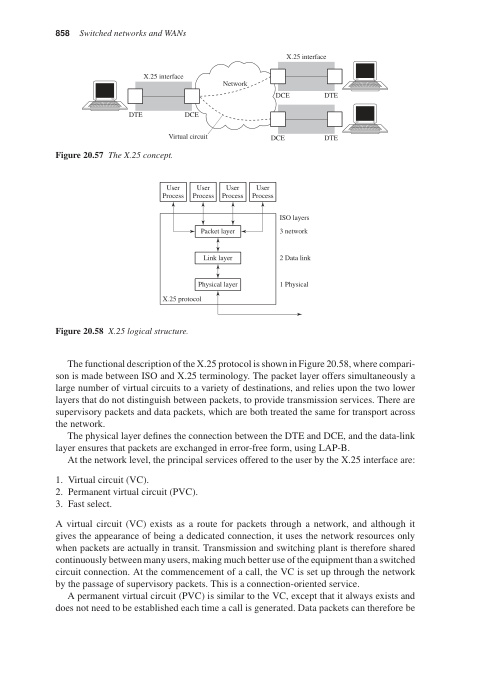 858 Switched networks and WANs
X.25 interface
X.25 interface
Network
DCE DTE
DTE DCE
Virtual circuit
DCE DTE
Figure 20.57 The X.25 concept.
User Process
User Process
User Process
User Process
ISO layers
Packet layer 3 network
Link layer 2 Data link
Physical layer 1 Physical
X.25 protocol
Figure 20.58 X.25 logical structure.
The functional description of the X.25 protocol is shown in Figure 20.58, where compari-
son is made between ISO and X.25 terminology. The packet layer offers simultaneously a
large number of virtual circuits to a variety of destinations, and relies upon the two lower
layers that do not distinguish between packets, to provide transmission services. There are
supervisory packets and data packets, which are both treated the same for transport across
the network.
The physical layer defines the connection between the DTE and DCE, and the data-link
layer ensures that packets are exchanged in error-free form, using LAP-B.
At the network level, the principal services offered to the user by the X.25 interface are:
1. Virtual circuit (VC).
2. Permanent virtual circuit (PVC).
3. Fast select.
A virtual circuit (VC) exists as a route for packets through a network, and although it
gives the appearance of being a dedicated connection, it uses the network resources only
when packets are actually in transit. Transmission and switching plant is therefore shared
continuously between many users, making much better use of the equipment than a switched
circuit connection. At the commencement of a call, the VC is set up through the network
by the passage of supervisory packets. This is a connection-oriented service.
A permanent virtual circuit (PVC) is similar to the VC, except that it always exists and
does not need to be established each time a call is generated. Data packets can therefore be